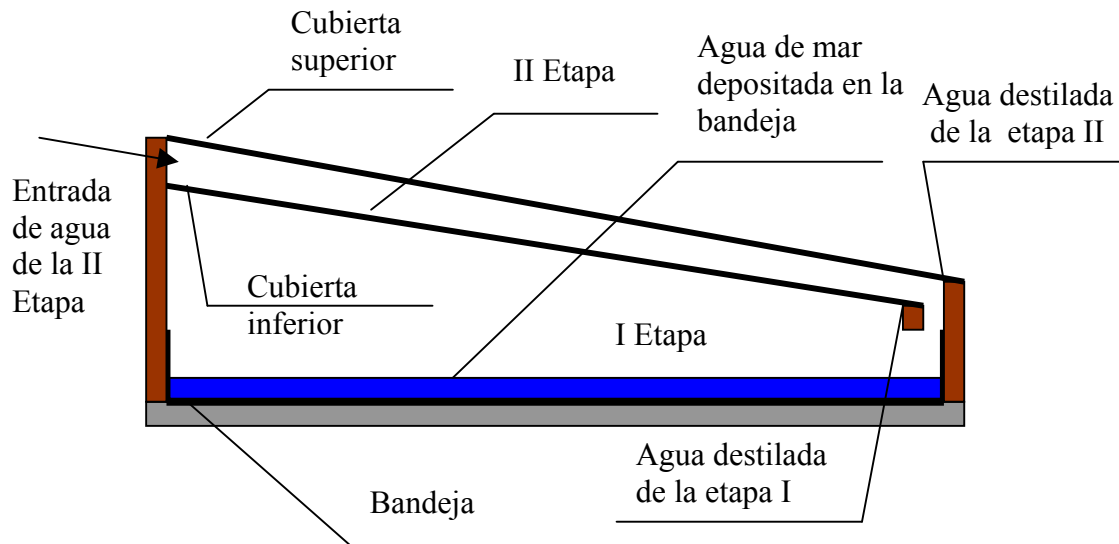 Cubierta
superior
II Etapa
Agua de mar
depositada en la
bandeja
Agua destilada
de la etapa II
Entrada
de agua
de la II
Etapa
Cubierta
inferior
I Etapa
Agua destilada
de la etapa I
Bandeja